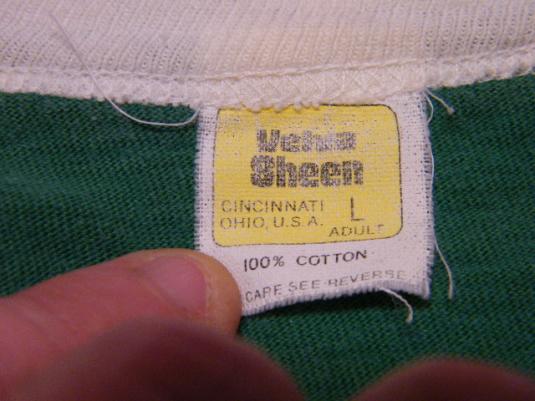 Velva
Sheen
CINCINNATI
OHIO, U.S.A. L
ADULT
100% COTTON
CARE SEE REVERSE